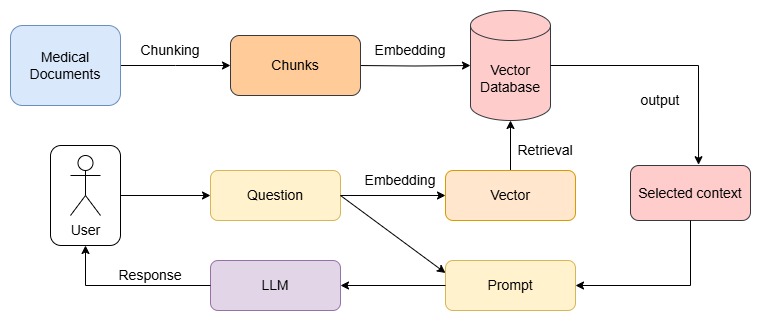 Medical
Documents
Chunking
Chunks
Embedding
Vector
Database
output
Retrieval
User
Question
Embedding
Vector
Selected context
Response
LLM
Prompt